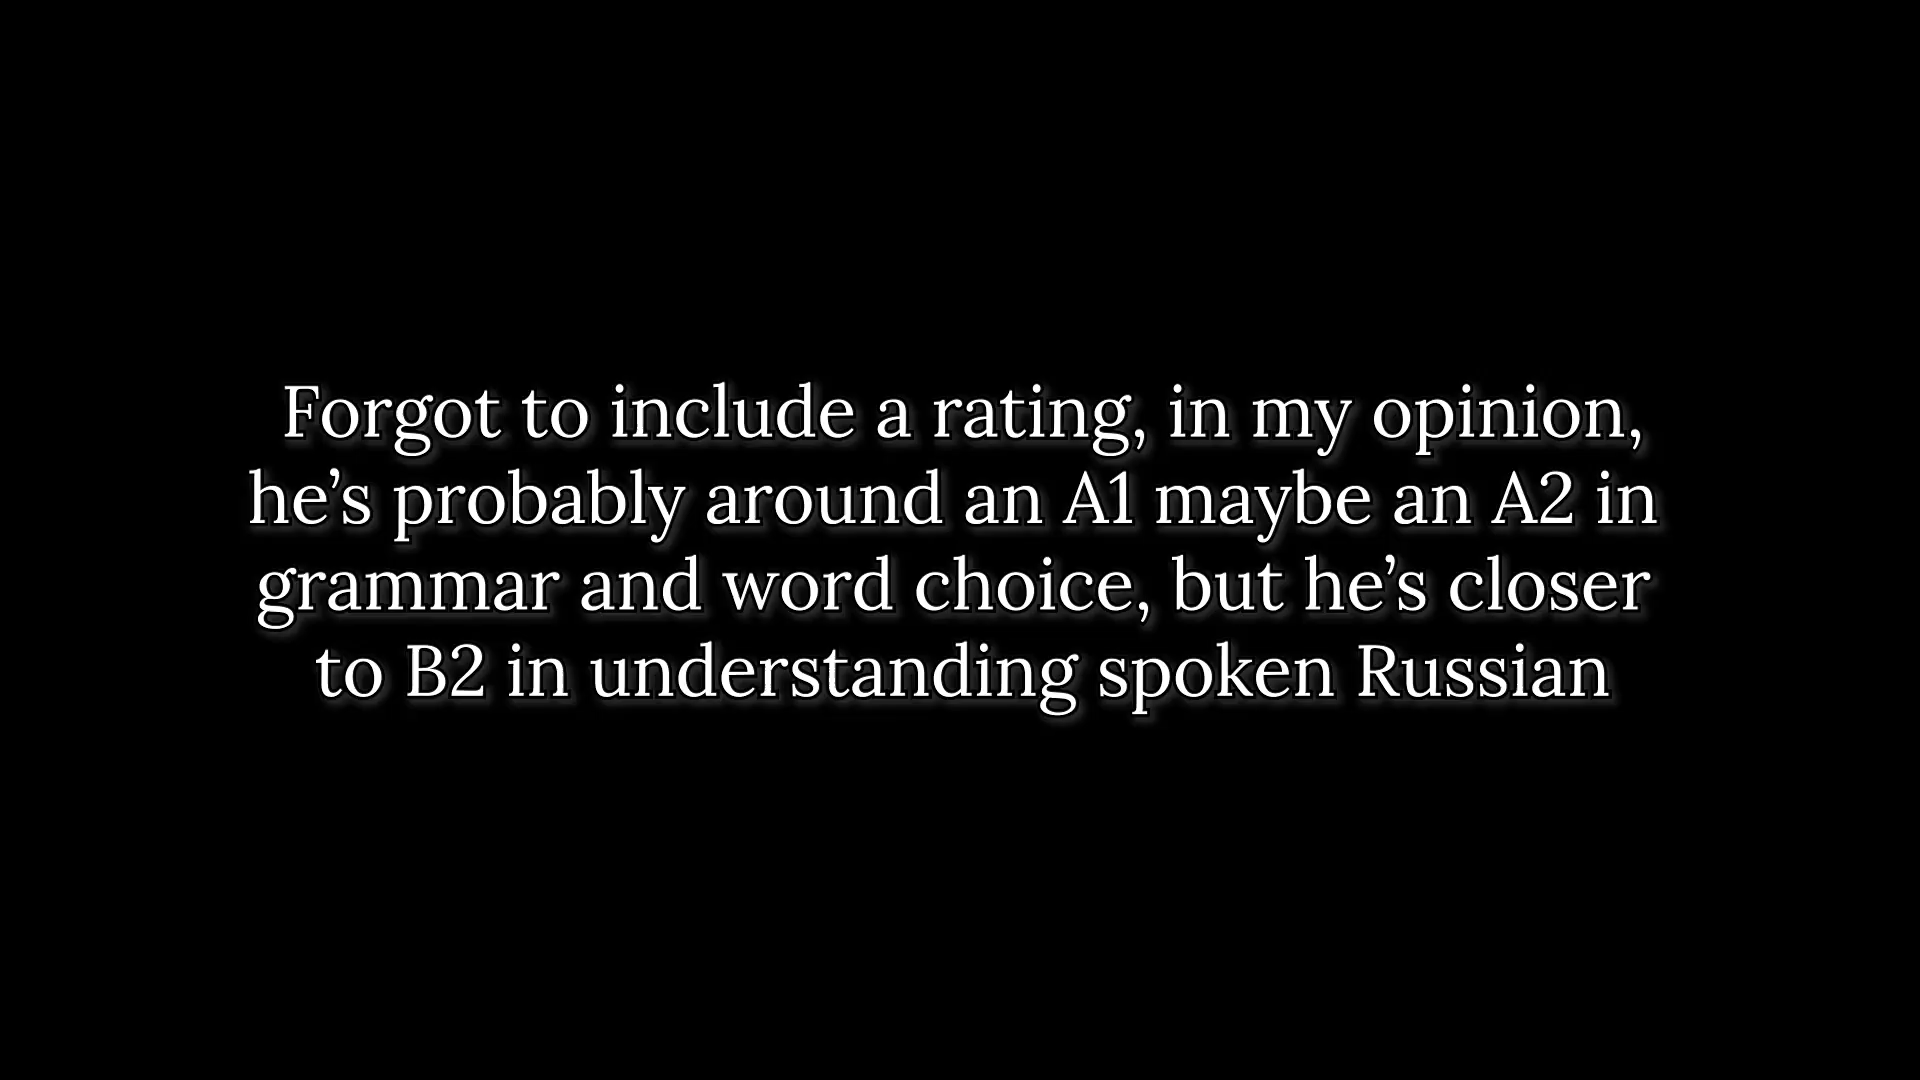 Forgot to include a rating, in my opinion,
he’s probably around an A1 maybe an A2 in
grammar and word choice, but he’s closer
to B2 in understanding spoken Russian